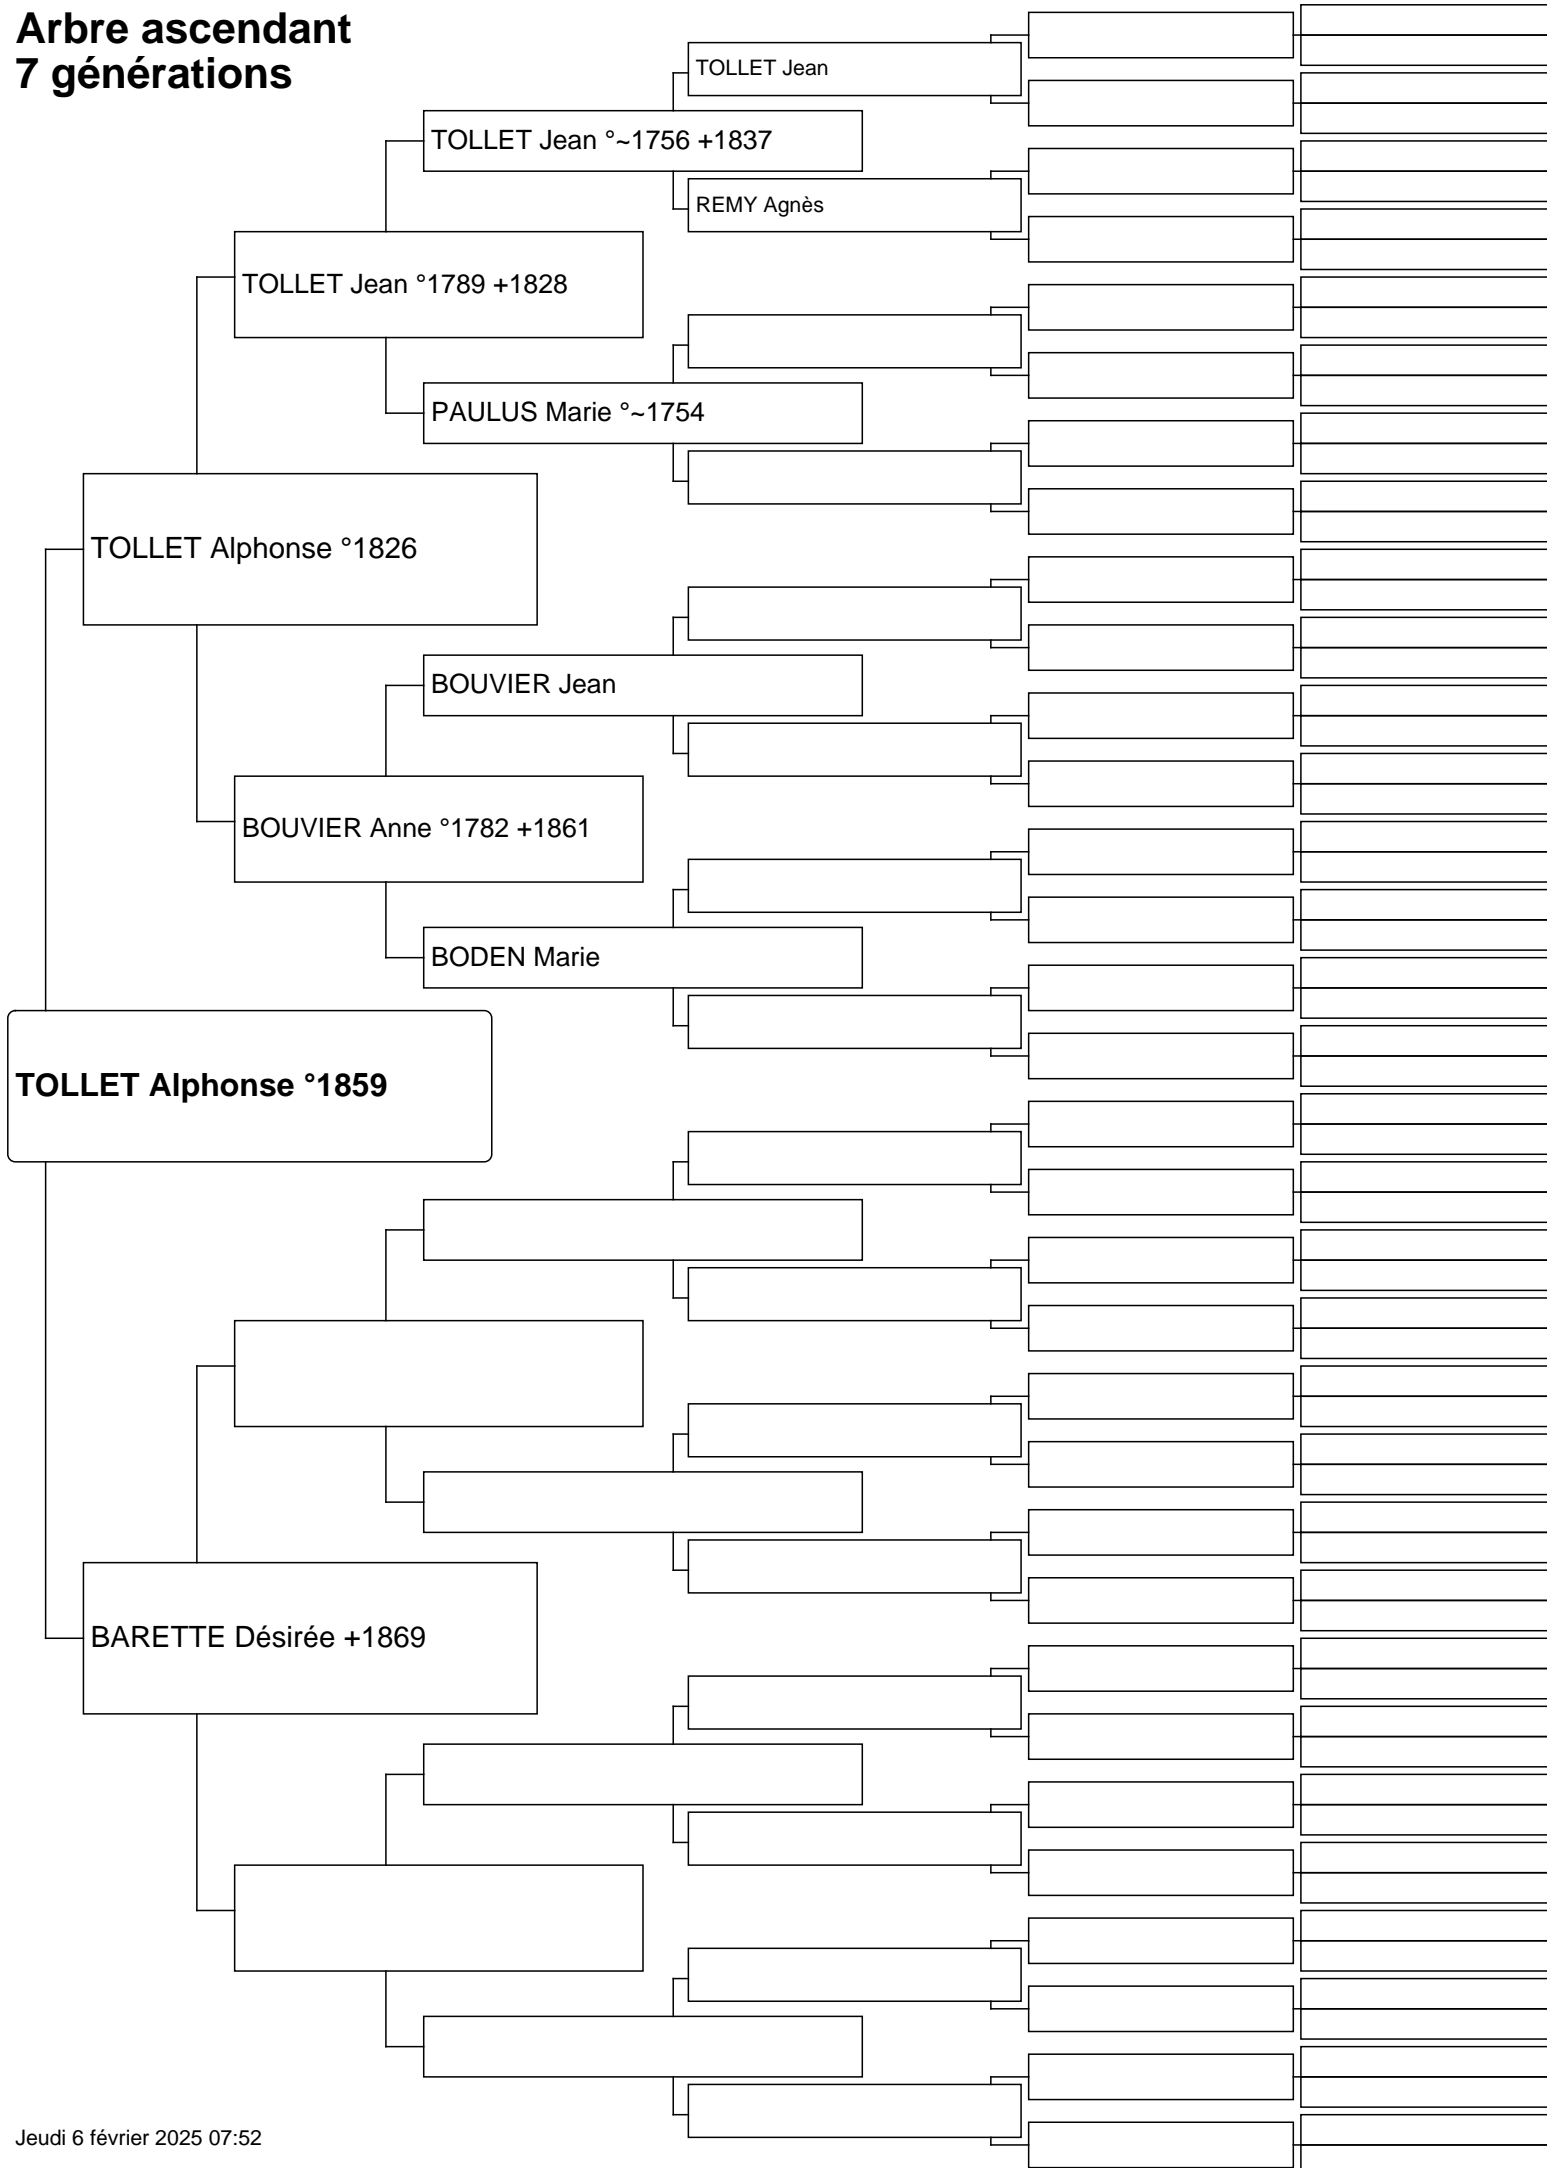 Arbre ascendant
7 générations
TOLLET Jean
TOLLET Jean °~1756 +1837
REMY Agnès
TOLLET Jean °1789 +1828
PAULUS Marie °~1754
TOLLET Alphonse °1826
BOUVIER Jean
BOUVIER Anne °1782 +1861
BODEN Marie
TOLLET Alphonse °1859
BARETTE Désirée +1869
Jeudi 6 février 2025 07:52